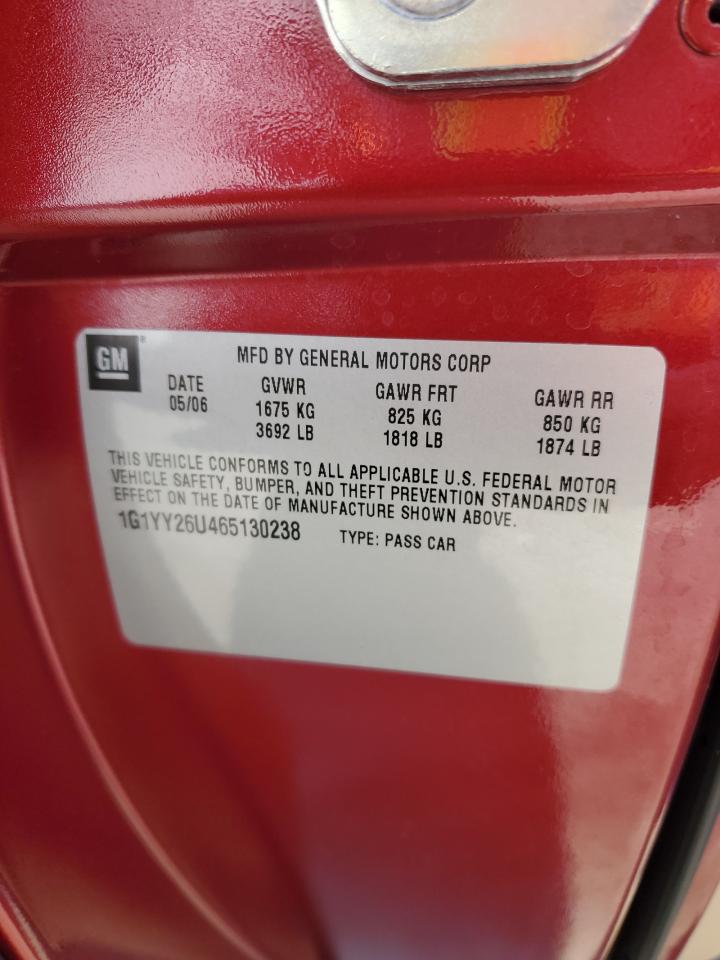 GM
MFD BY GENERAL MOTORS CORP
DATE GVWR GAWR FRT GAWR RR
05/06 1675 KG 825 KG 850 KG
3692 LB 1818 LB 1874 LB
THIS VEHICLE CONFORMS TO ALL APPLICABLE U.S. FEDERAL MOTOR
VEHICLE SAFETY, BUMPER, AND THEFT PREVENTION STANDARDS IN
EFFECT ON THE DATE OF MANUFACTURE SHOWN ABOVE.
1G1YY26U465130238 TYPE: PASS CAR